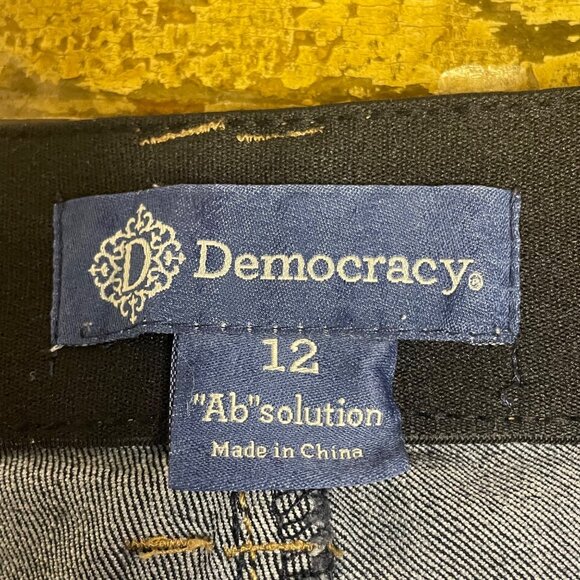 D Democracy®
12
"Ab"solution
Made in China